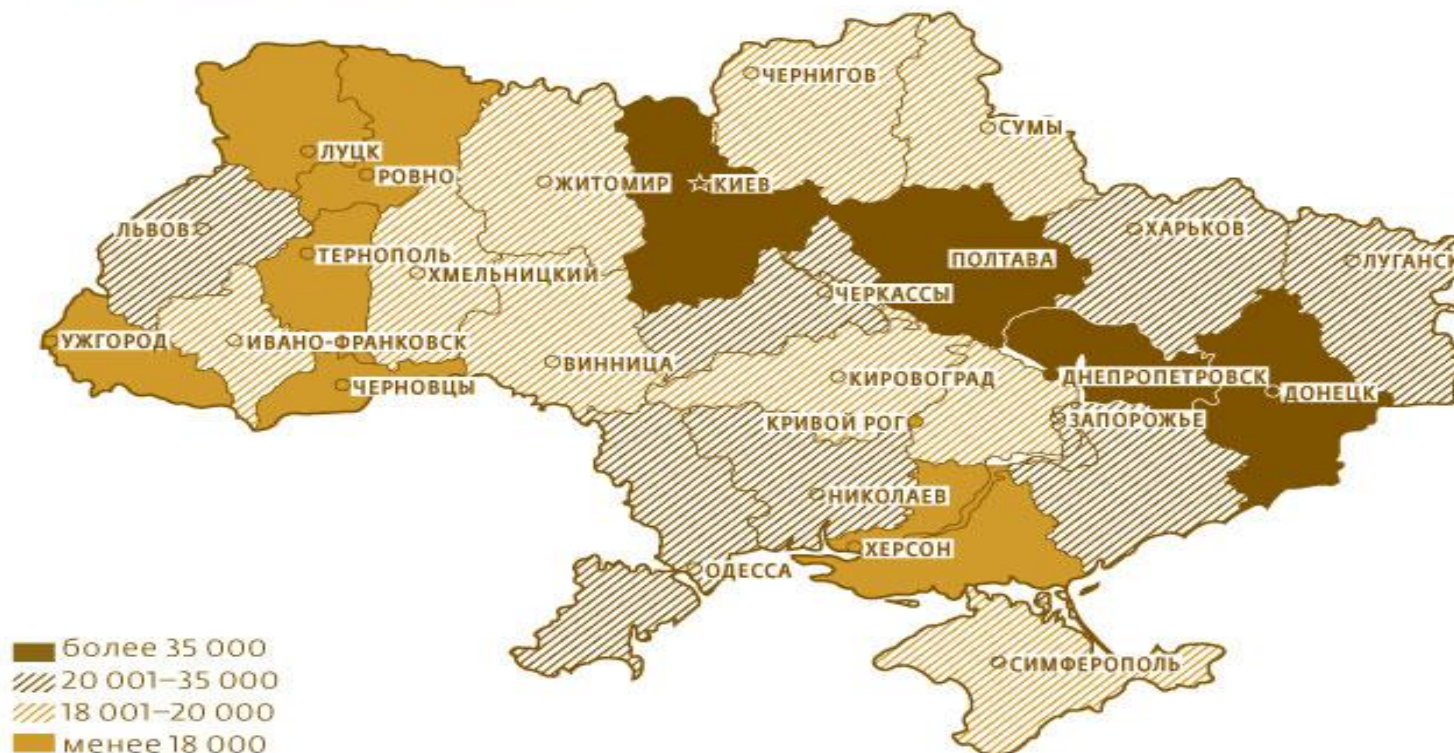 ЧЕРНИГОВ
СУМЫ
ЛУЦК
РОВНО
ЖИТОМИР
КИЕВ
ЛЬВОВ
ХАРЬКОВ
ТЕРНОПОЛЬ
ПОЛТАВА
ЛУГАНСК
ХМЕЛЬНИЦКИЙ
ЧЕРКАССЫ
УЖГОРОД
ИВАНО-ФРАНКОВСК
ВИННИЦА
КИРОВОГРАД
ДНЕПРОПЕТРОВСК
ЧЕРНОВЦЫ
ДОНЕЦК
КРИВОЙ РОГ
ЗАПОРОЖЬЕ
НИКОЛАЕВ
ХЕРСОН
ОДЕССА
СИМФЕРОПОЛЬ
более 35 000
20 001–35 000
18 001–20 000
менее 18 000